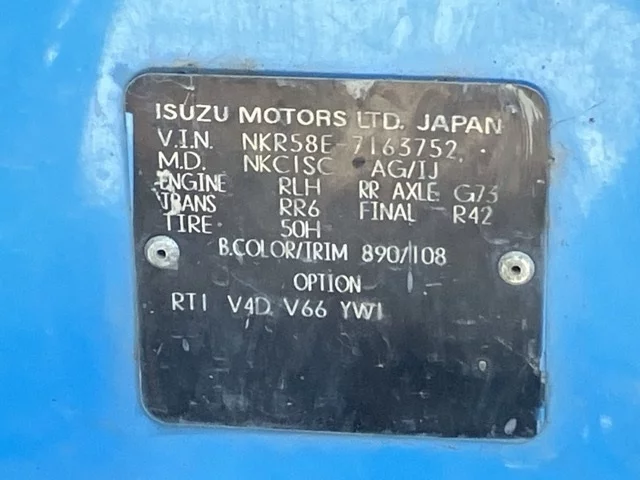 ISUZU MOTORS LTD. JAPAN
V.I.N. NKR58E-7163752
M.D. NKC1SC AG/IJ
ENGINE RLH RR AXLE G73
TRANS RR6 FINAL R42
TIRE 50H
B.COLOR/TRIM 890/108
OPTION
RT1 V4D V66 YW1